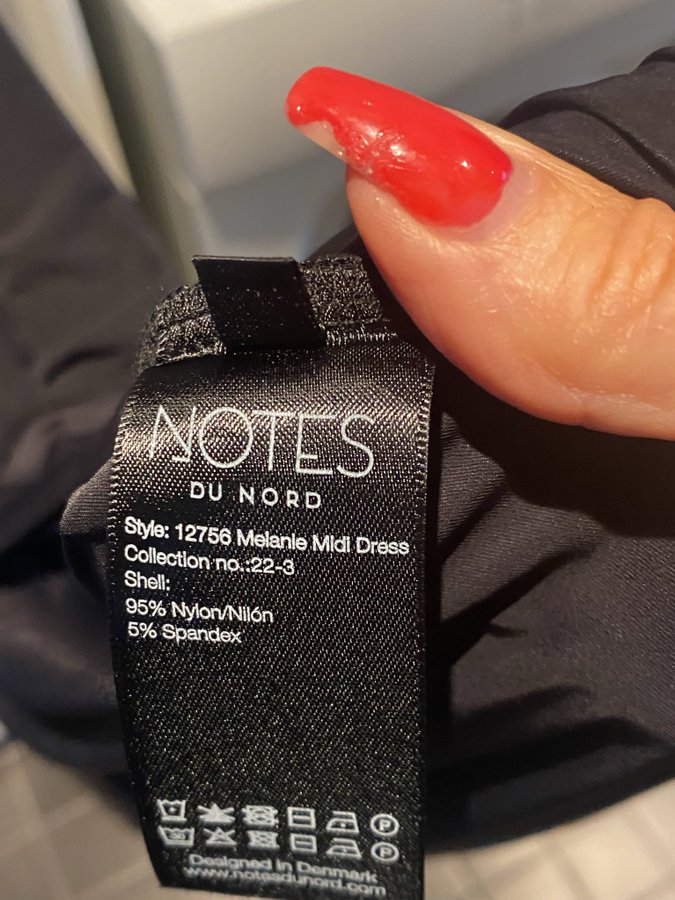 NOTES
DU NORD
Style: 12756 Melanie Midi Dress
Collection no.:22-3
Shell:
95% Nylon/Nilón
5% Spandex
P
P
Designed in Denmark
www.notesdunord.com